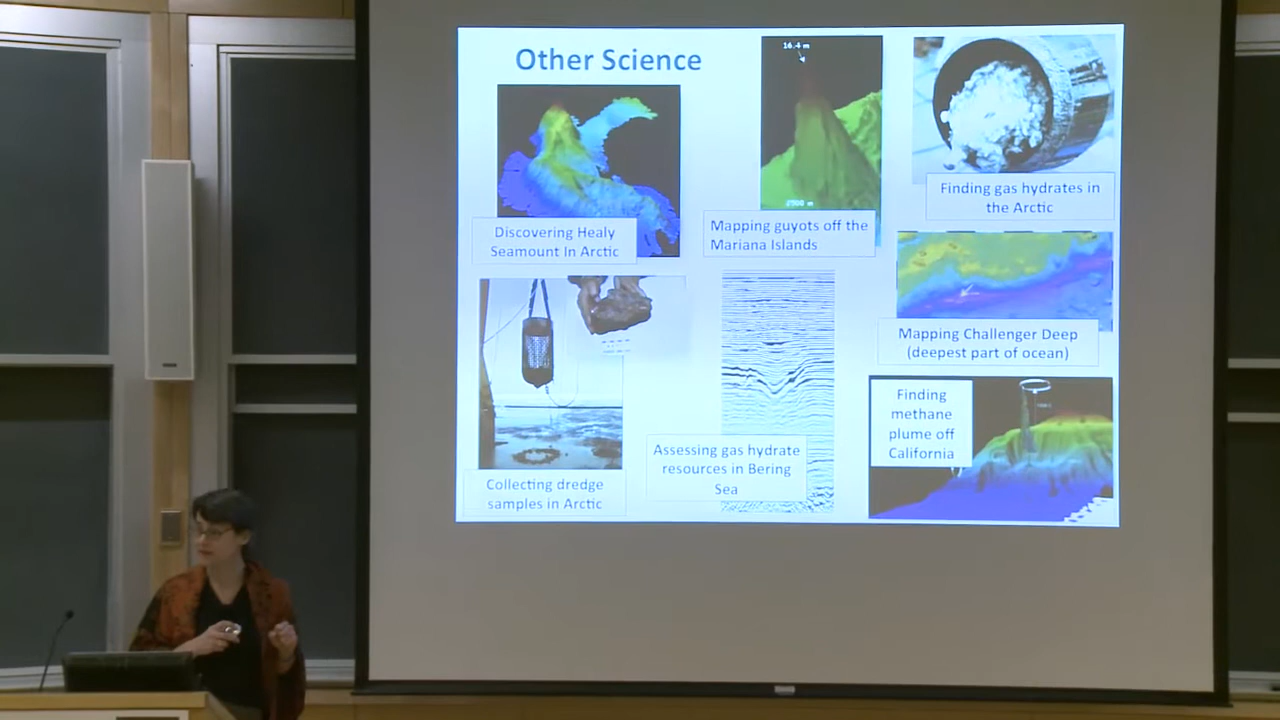 Other Science
16.4 m
2500 m
Discovering Healy
Seamount In Arctic
Mapping guyots off the
Mariana Islands
Finding gas hydrates in
the Arctic
Mapping Challenger Deep
(deepest part of ocean)
Collecting dredge
samples in Arctic
Assessing gas hydrate
resources in Bering
Sea
Finding
methane
plume off
California